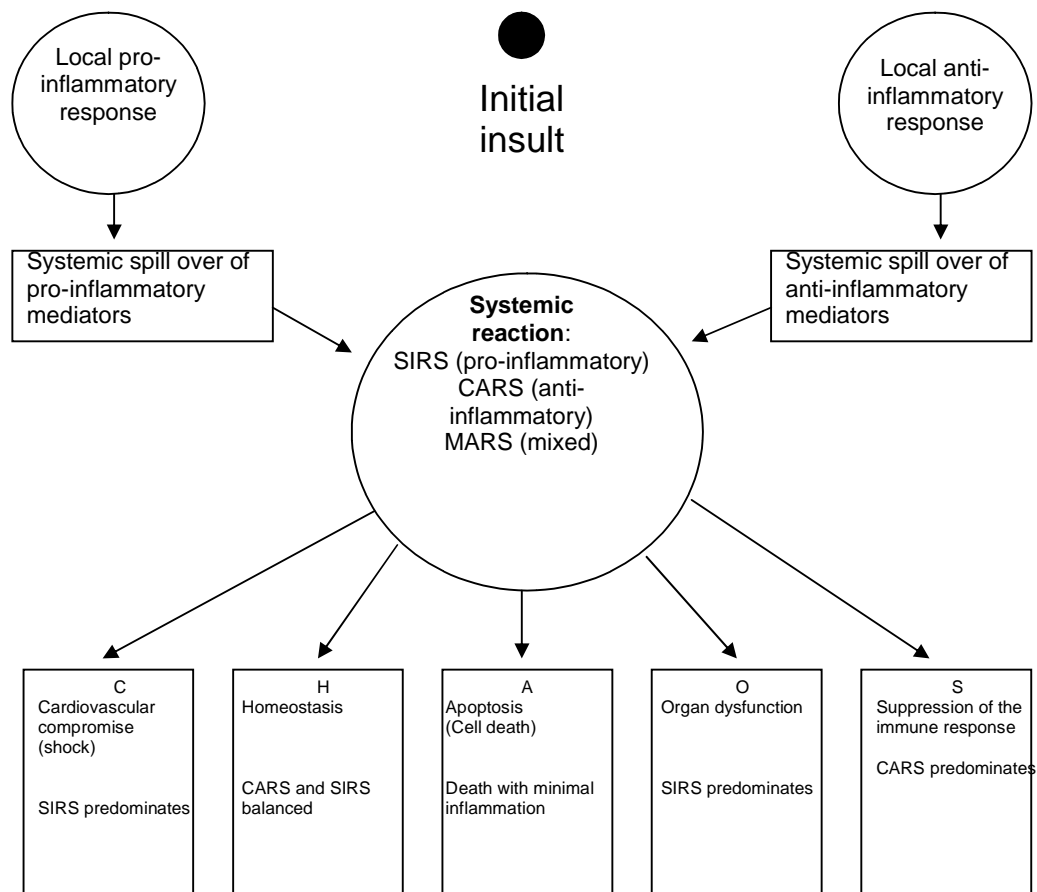 Local pro-
inflammatory
response
Initial
insult
Local anti-
inflammatory
response
Systemic spill over of
pro-inflammatory
mediators
Systemic spill over of
anti-inflammatory
mediators
Systemic
reaction:
SIRS (pro-inflammatory)
CARS (anti-
inflammatory)
MARS (mixed)
C
Cardiovascular
compromise
(shock)
SIRS predominates
H
Homeostasis
CARS and SIRS
balanced
A
Apoptosis
(Cell death)
Death with minimal
inflammation
O
Organ dysfunction
SIRS predominates
S
Suppression of the
immune response
CARS predominates